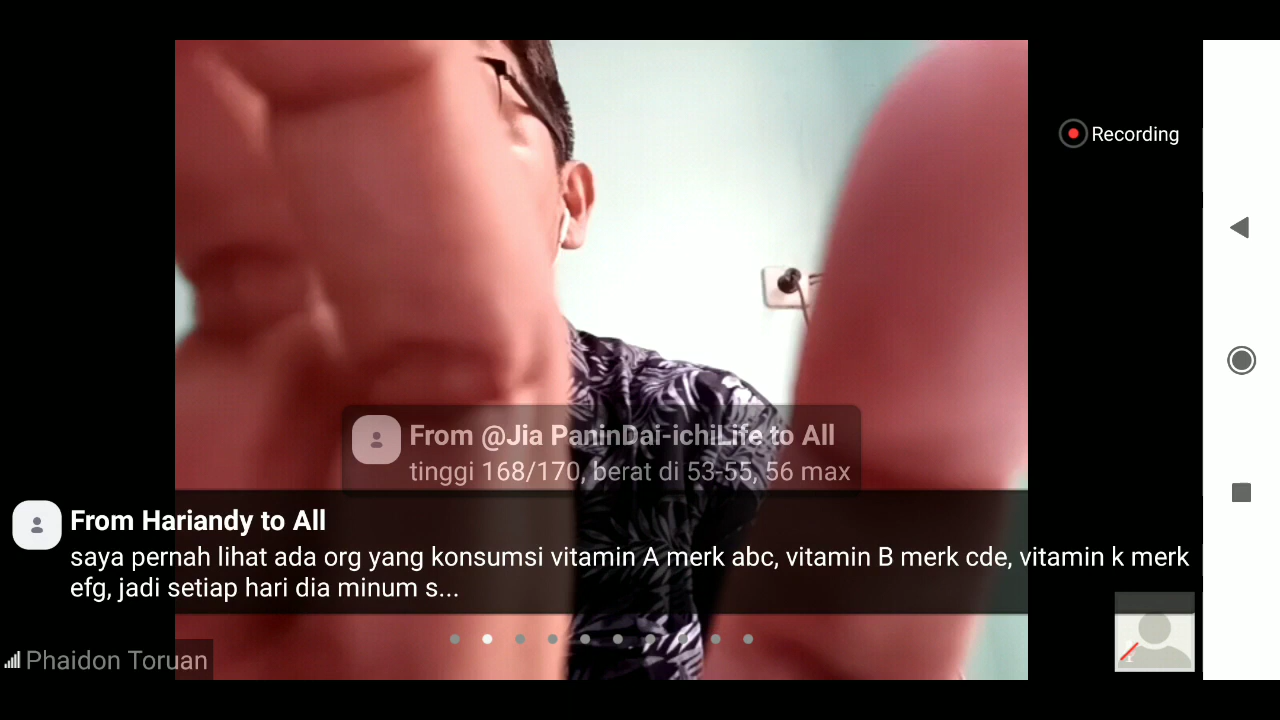 Recording
From @Jia PaninDai-ichiLife to All
tinggi 168/170, berat di 53-55, 56 max
From Hariandy to All
saya pernah lihat ada org yang konsumsi vitamin A merk abc, vitamin B merk cde, vitamin k merk
efg, jadi setiap hari dia minum s...
Phaidon Toruan